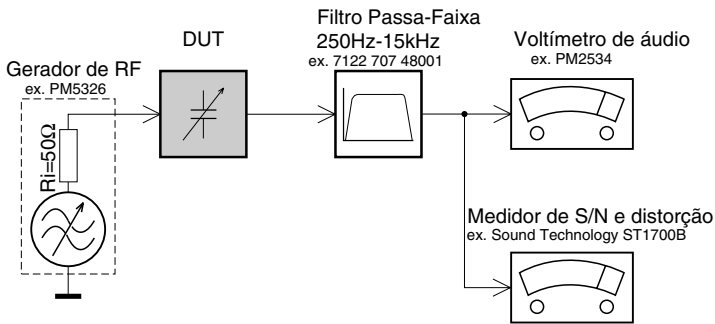 Filtro Passa-Faixa
250Hz-15kHz
ex. 7122 707 48001
DUT
Voltímetro de áudio
ex. PM2534
Gerador de RF
ex. PM5326
Ri=50Ω
Medidor de S/N e distorção
ex. Sound Technology ST1700B